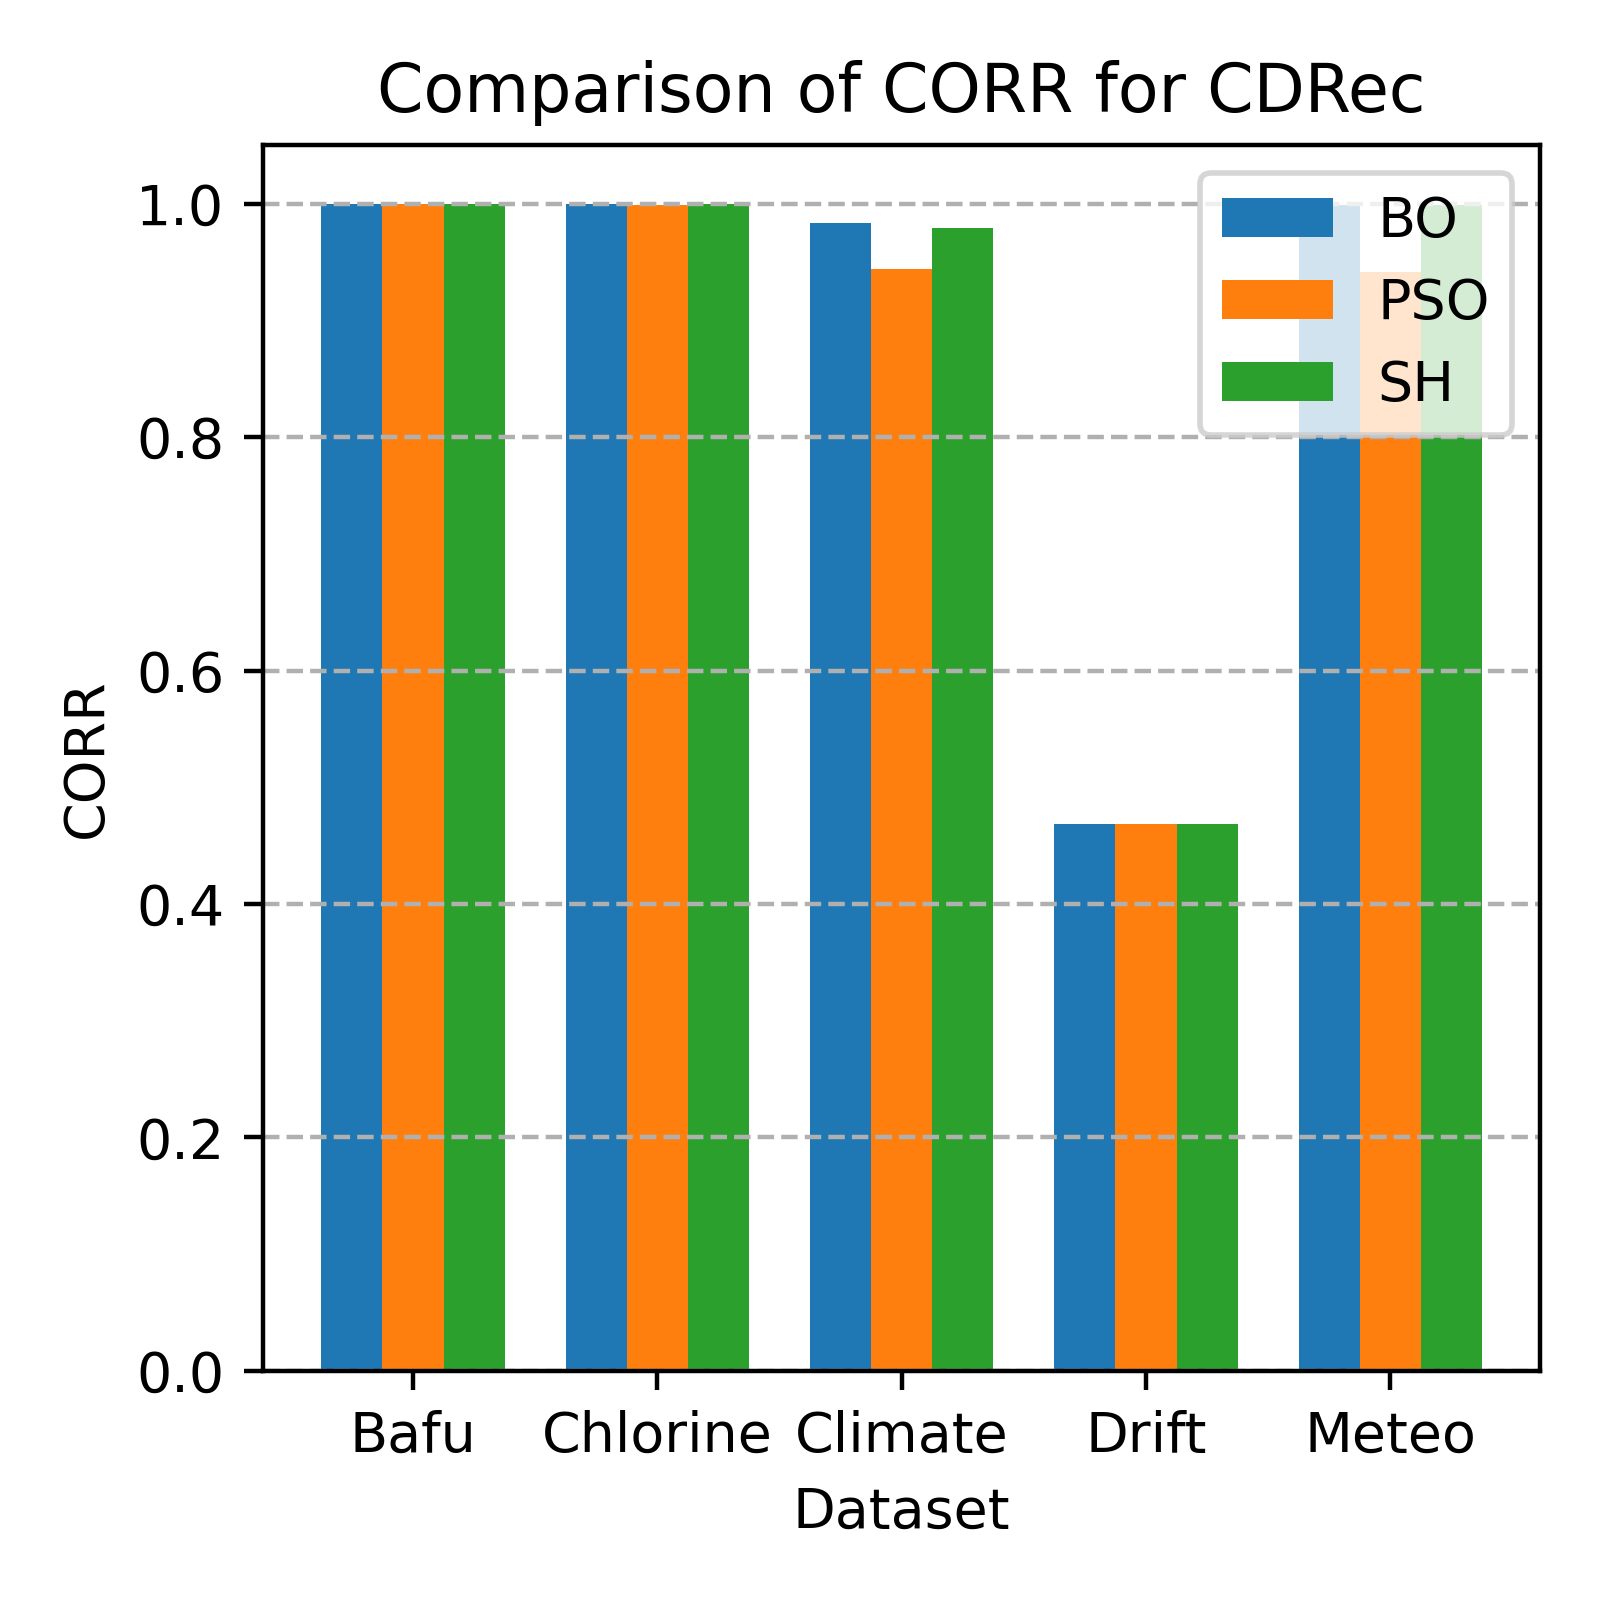 Comparison of CORR for CDRec
BO
PSO
SH
1.0
0.8
0.6
0.4
0.2
0.0
CORR
Bafu Chlorine Climate Drift Meteo
Dataset